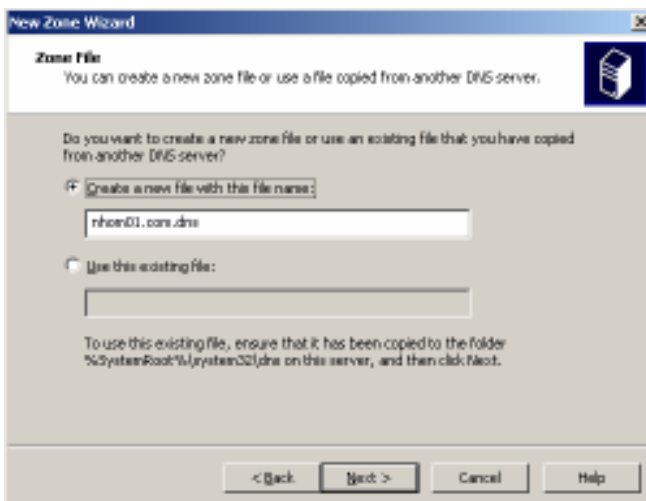 New Zone Wizard
Zone File
You can create a new zone file or use a file copied from another DNS server.
Do you want to create a new zone file or use an existing file that you have copied
from another DNS server?
Create a new file with this file name:
nhom01.com.dns
Use this existing file:
To use this existing file, ensure that it has been copied to the folder
%SystemRoot%\system32\dns on this server, and then click Next.
< Back
Next >
Cancel
Help